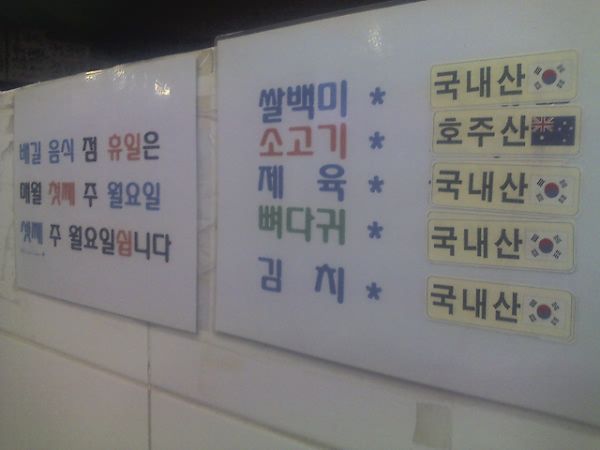 배길 음식 점 휴일은
매월 첫째 주 월요일
셋째 주 월요일쉽니다
쌀백미 * 국내산
소고기 * 호주산
제 육 * 국내산
뼈다귀 * 국내산
김 치 * 국내산